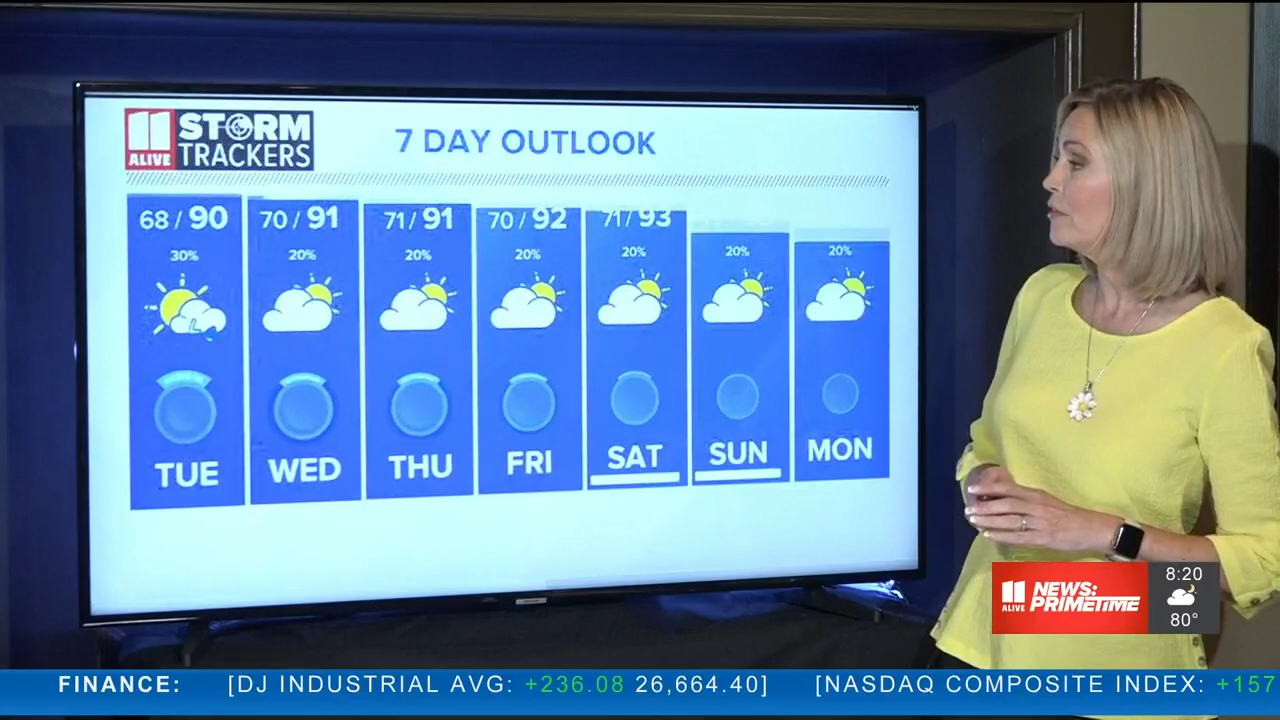 11 ALIVE STORM TRACKERS
7 DAY OUTLOOK
68 / 90
70 / 91
71 / 91
70 / 92
71 / 93
30%
20%
20%
20%
20%
20%
20%
TUE
WED
THU
FRI
SAT
SUN
MON
11 ALIVE NEWS: PRIMETIME
8:20
80°
FINANCE: [DJ INDUSTRIAL AVG: +236.08 26,664.40] [NASDAQ COMPOSITE INDEX: +157